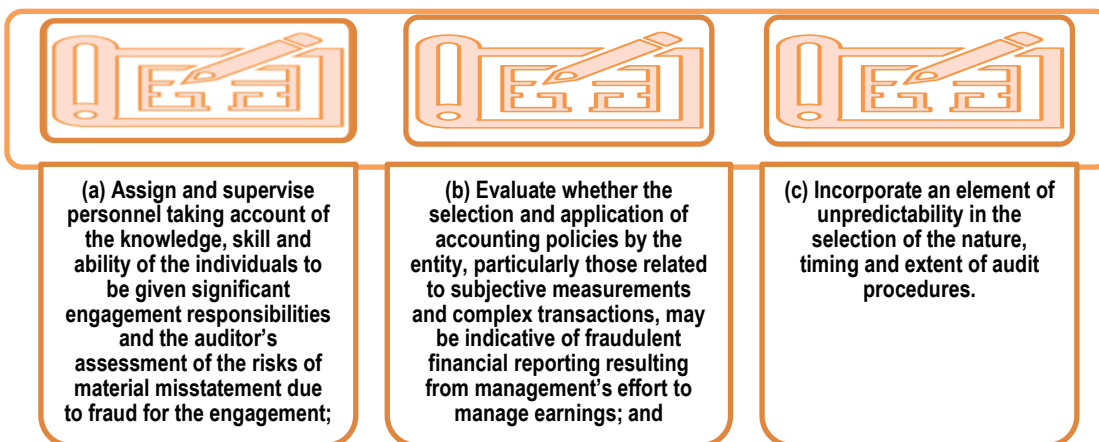 (a) Assign and supervise
personnel taking account of
the knowledge, skill and
ability of the individuals to
be given significant
engagement responsibilities
and the auditor’s
assessment of the risks of
material misstatement due
to fraud for the engagement;
(b) Evaluate whether the
selection and application of
accounting policies by the
entity, particularly those related
to subjective measurements
and complex transactions, may
be indicative of fraudulent
financial reporting resulting
from management’s effort to
manage earnings; and
(c) Incorporate an element of
unpredictability in the
selection of the nature,
timing and extent of audit
procedures.